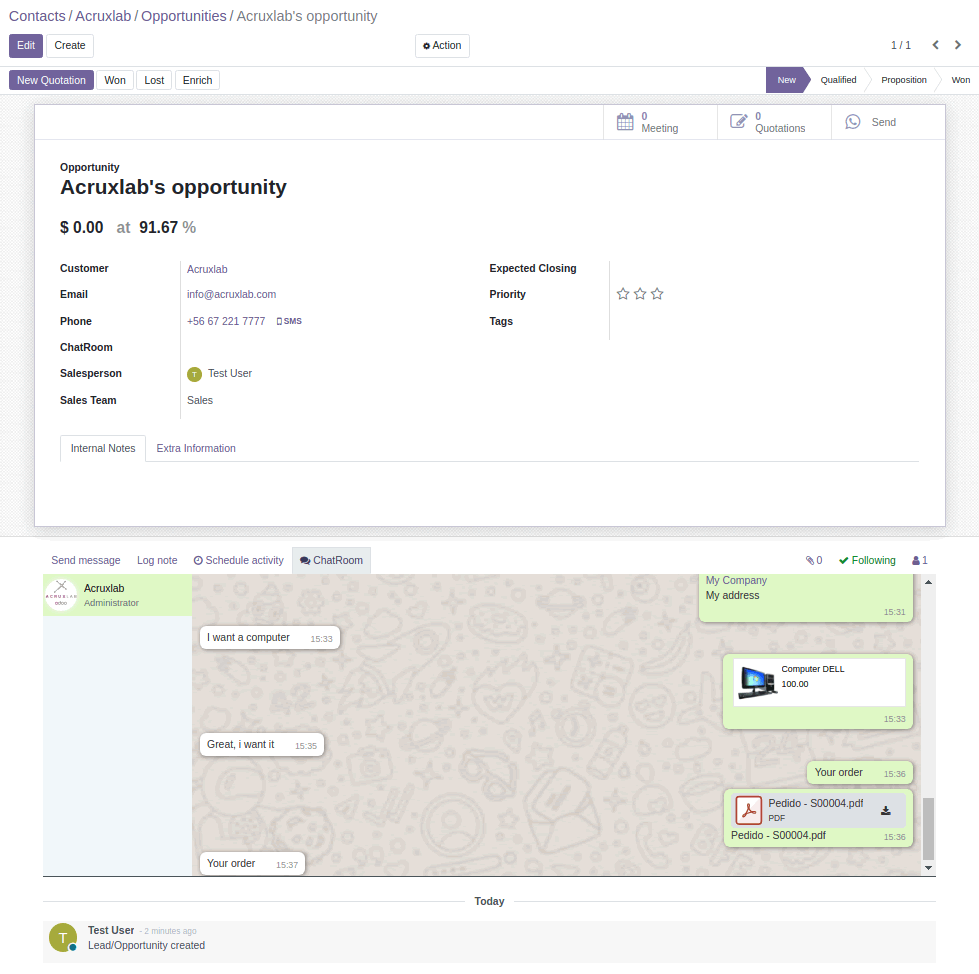 Contacts / Acruxlab / Opportunities / Acruxlab's opportunity
Edit Create Action 1 / 1
New Quotation Won Lost Enrich New Qualified Proposition Won
0 Meeting 0 Quotations Send
Opportunity
Acruxlab's opportunity
$ 0.00 at 91.67 %
Customer Acruxlab Expected Closing
Email info@acruxlab.com Priority
Phone +56 67 221 7777 SMS Tags
ChatRoom
Salesperson T Test User
Sales Team Sales
Internal Notes Extra Information
Send message Log note Schedule activity ChatRoom 0 Following 1
ACRUXLAB
odoo
Acruxlab
Administrator
My Company
My address
15:31
I want a computer 15:33
Computer DELL
100.00
15:33
Great, i want it 15:35
Your order 15:36
Pedido - S00004.pdf
PDF
Pedido - S00004.pdf 15:36
Your order 15:37
Today
T Test User - 2 minutes ago
Lead/Opportunity created